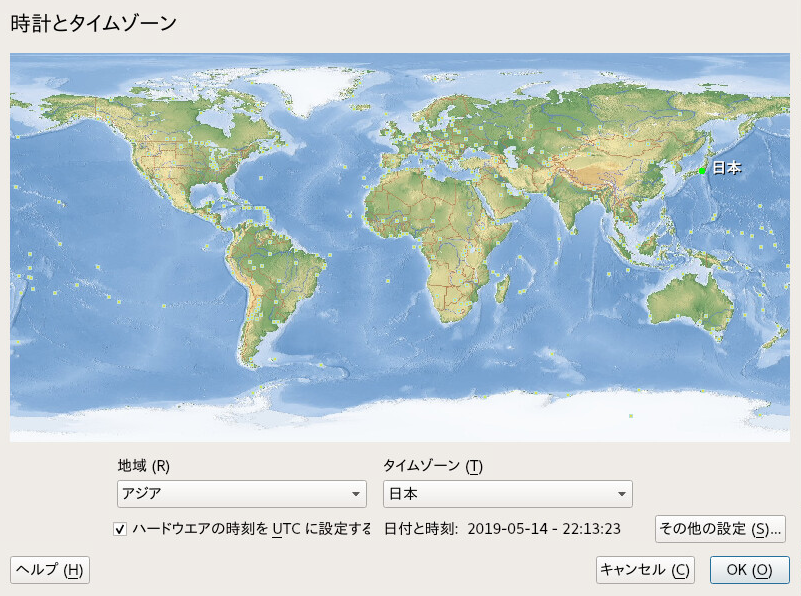 時計とタイムゾーン
日本
地域 (R)
タイムゾーン (T)
アジア
日本
ハードウエアの時刻を UTC に設定する
日付と時刻: 2019-05-14 - 22:13:23
その他の設定 (S)...
ヘルプ (H)
キャンセル (C)
OK (O)